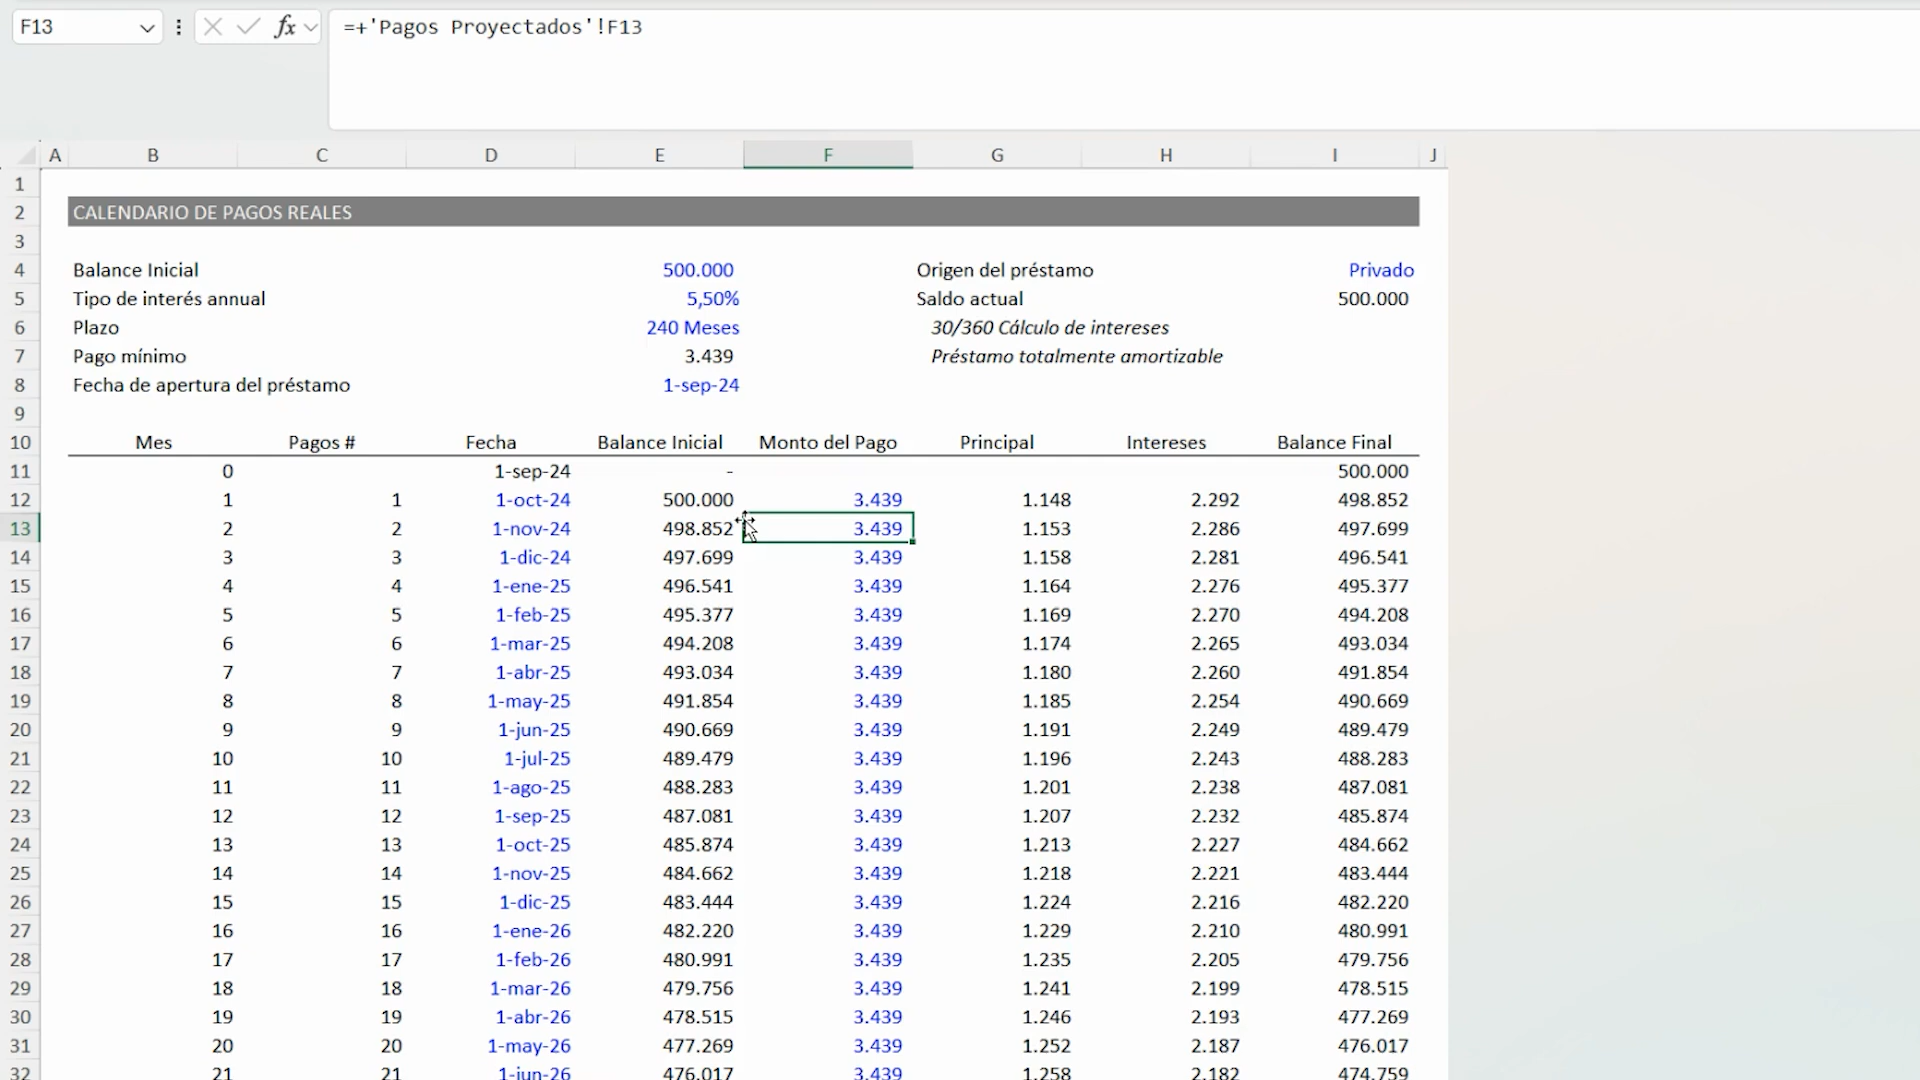 F13 fx =+'Pagos Proyectados'!F13
A B C D E F G H I J
1
2 CALENDARIO DE PAGOS REALES
3
4 Balance Inicial 500.000 Origen del préstamo Privado
5 Tipo de interés annual 5,50% Saldo actual 500.000
6 Plazo 240 Meses 30/360 Cálculo de intereses
7 Pago mínimo 3.439 Préstamo totalmente amortizable
8 Fecha de apertura del préstamo 1-sep-24
9
10 Mes Pagos # Fecha Balance Inicial Monto del Pago Principal Intereses Balance Final
11 0 1-sep-24 - 500.000
12 1 1 1-oct-24 500.000 3.439 1.148 2.292 498.852
13 2 2 1-nov-24 498.852 3.439 1.153 2.286 497.699
14 3 3 1-dic-24 497.699 3.439 1.158 2.281 496.541
15 4 4 1-ene-25 496.541 3.439 1.164 2.276 495.377
16 5 5 1-feb-25 495.377 3.439 1.169 2.270 494.208
17 6 6 1-mar-25 494.208 3.439 1.174 2.265 493.034
18 7 7 1-abr-25 493.034 3.439 1.180 2.260 491.854
19 8 8 1-may-25 491.854 3.439 1.185 2.254 490.669
20 9 9 1-jun-25 490.669 3.439 1.191 2.249 489.479
21 10 10 1-jul-25 489.479 3.439 1.196 2.243 488.283
22 11 11 1-ago-25 488.283 3.439 1.201 2.238 487.081
23 12 12 1-sep-25 487.081 3.439 1.207 2.232 485.874
24 13 13 1-oct-25 485.874 3.439 1.213 2.227 484.662
25 14 14 1-nov-25 484.662 3.439 1.218 2.221 483.444
26 15 15 1-dic-25 483.444 3.439 1.224 2.216 482.220
27 16 16 1-ene-26 482.220 3.439 1.229 2.210 480.991
28 17 17 1-feb-26 480.991 3.439 1.235 2.205 479.756
29 18 18 1-mar-26 479.756 3.439 1.241 2.199 478.515
30 19 19 1-abr-26 478.515 3.439 1.246 2.193 477.269
31 20 20 1-may-26 477.269 3.439 1.252 2.187 476.017
32 21 21 1-jun-26 476.017 3.439 1.258 2.182 474.759